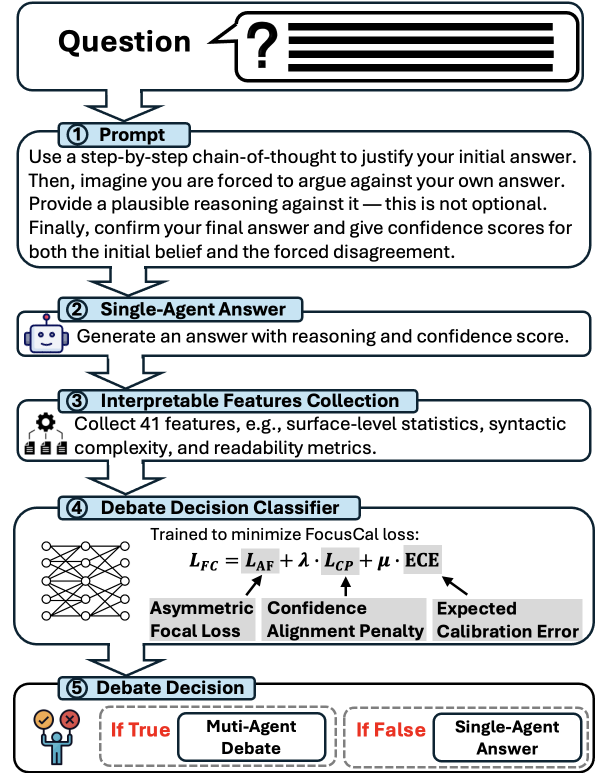 Question
?
① Prompt
Use a step-by-step chain-of-thought to justify your initial answer.
Then, imagine you are forced to argue against your own answer.
Provide a plausible reasoning against it — this is not optional.
Finally, confirm your final answer and give confidence scores for
both the initial belief and the forced disagreement.
② Single-Agent Answer
Generate an answer with reasoning and confidence score.
③ Interpretable Features Collection
Collect 41 features, e.g., surface-level statistics, syntactic
complexity, and readability metrics.
④ Debate Decision Classifier
Trained to minimize FocusCal loss:
L_FC = L_AF + λ · L_CP + μ · ECE
Asymmetric
Focal Loss
Confidence
Alignment Penalty
Expected
Calibration Error
⑤ Debate Decision
If True
Muti-Agent
Debate
If False
Single-Agent
Answer